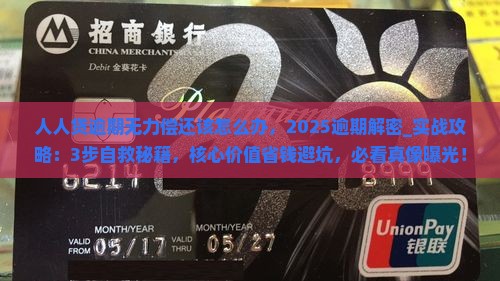 招商銀行
CHINA MERCHANTS
Debit 金葵花卡
人人贷逾期无力偿还该怎么办，2025逾期解密_实战攻
略：3步自救秘籍，核心价值省钱避坑，必看真像曝光！
8999
MONTH/YEAR MONTH/YEAR
VALID FROM 05/17 VALID THRU 05/27
UnionPay
银联